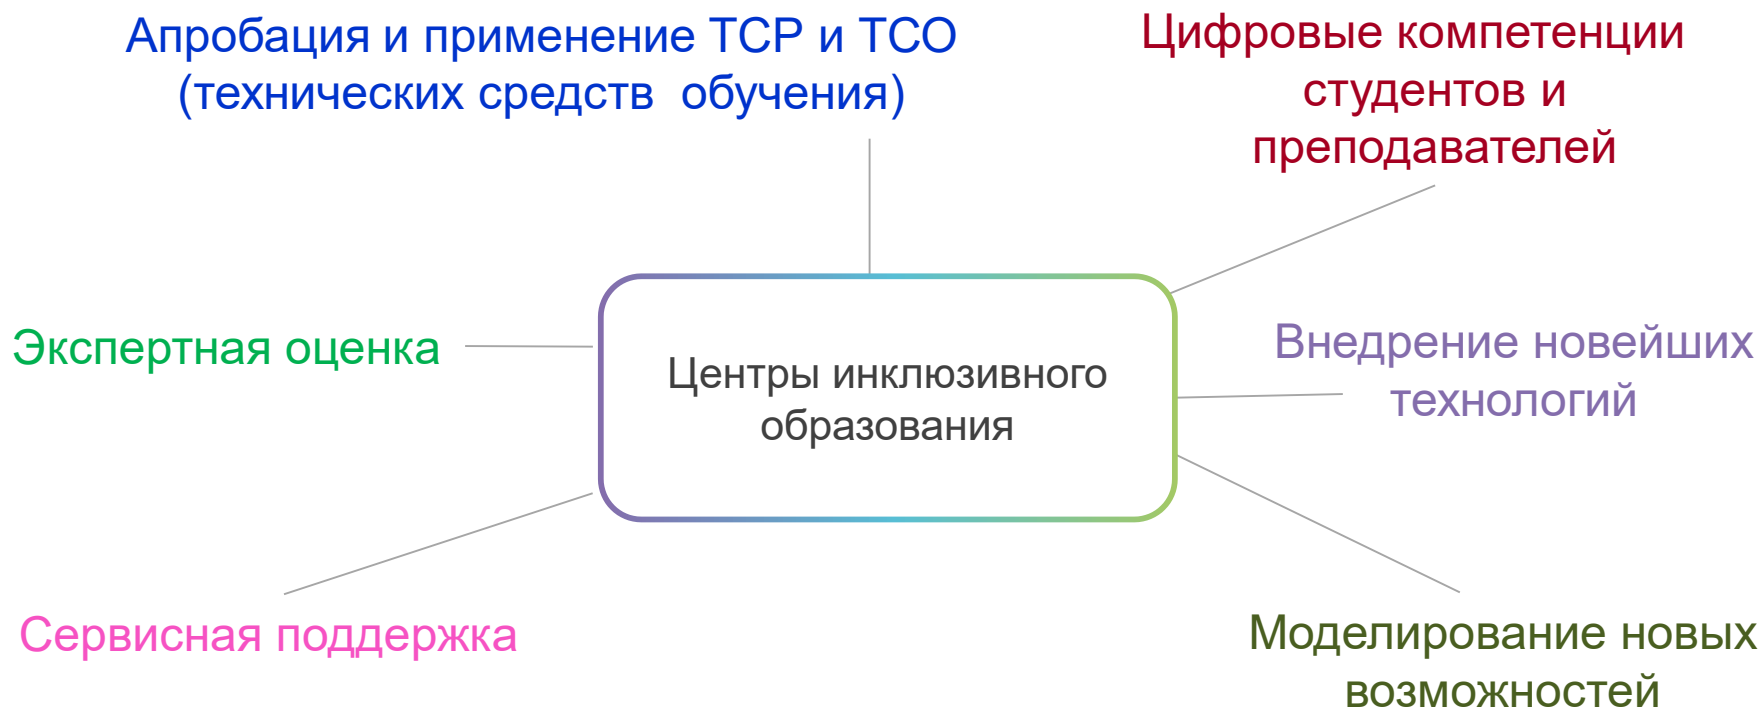 Апробация и применение ТСР и ТСО
(технических средств обучения)
Цифровые компетенции
студентов и
преподавателей
Экспертная оценка
Центры инклюзивного
образования
Внедрение новейших
технологий
Сервисная поддержка
Моделирование новых
возможностей